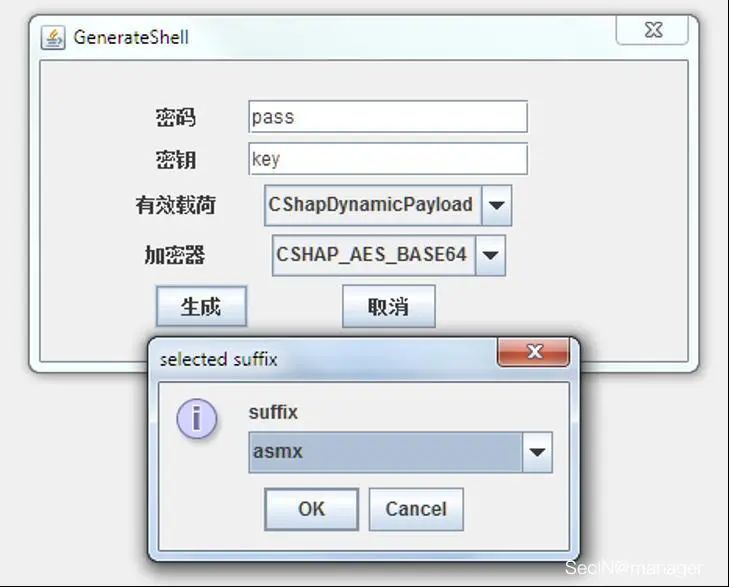 GenerateShell
密码 pass
密钥 key
有效载荷 CShapDynamicPayload
加密器 CSHAP_AES_BASE64
生成 取消
selected suffix
suffix
asmx
OK Cancel
SecIN@manager